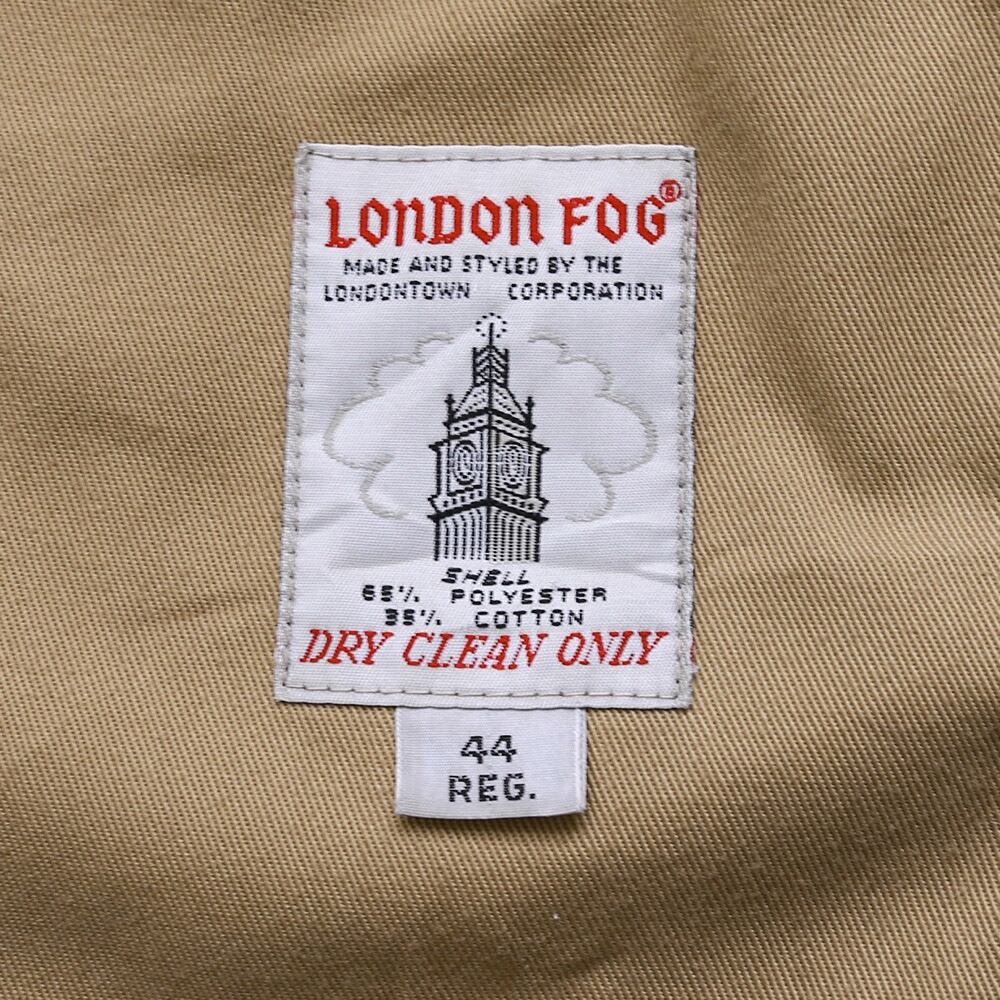 LONDON FOG®
MADE AND STYLED BY THE
LONDONTOWN CORPORATION
SHELL
65% POLYESTER
35% COTTON
DRY CLEAN ONLY
44
REG.